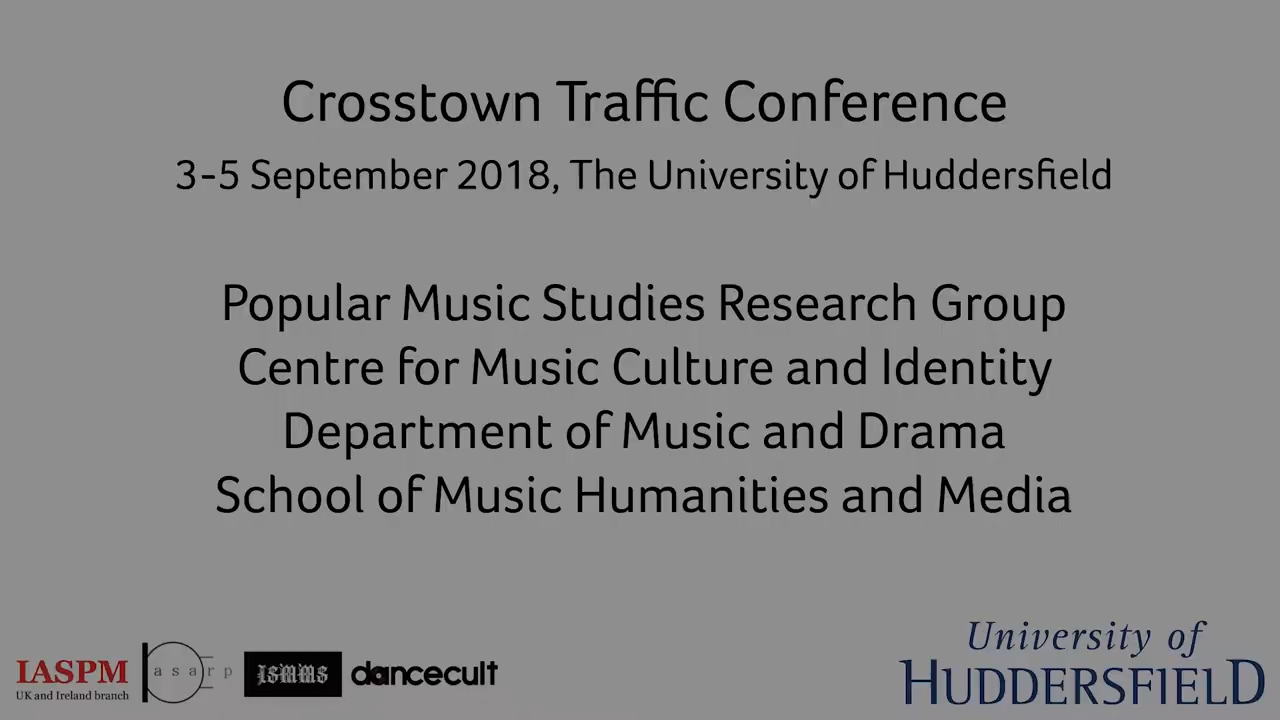 Crosstown Traffic Conference
3-5 September 2018, The University of Huddersfield
Popular Music Studies Research Group
Centre for Music Culture and Identity
Department of Music and Drama
School of Music Humanities and Media
IASPM
UK and Ireland branch
asarp
ISMMS
dancecult
University of
HUDDERSFIELD